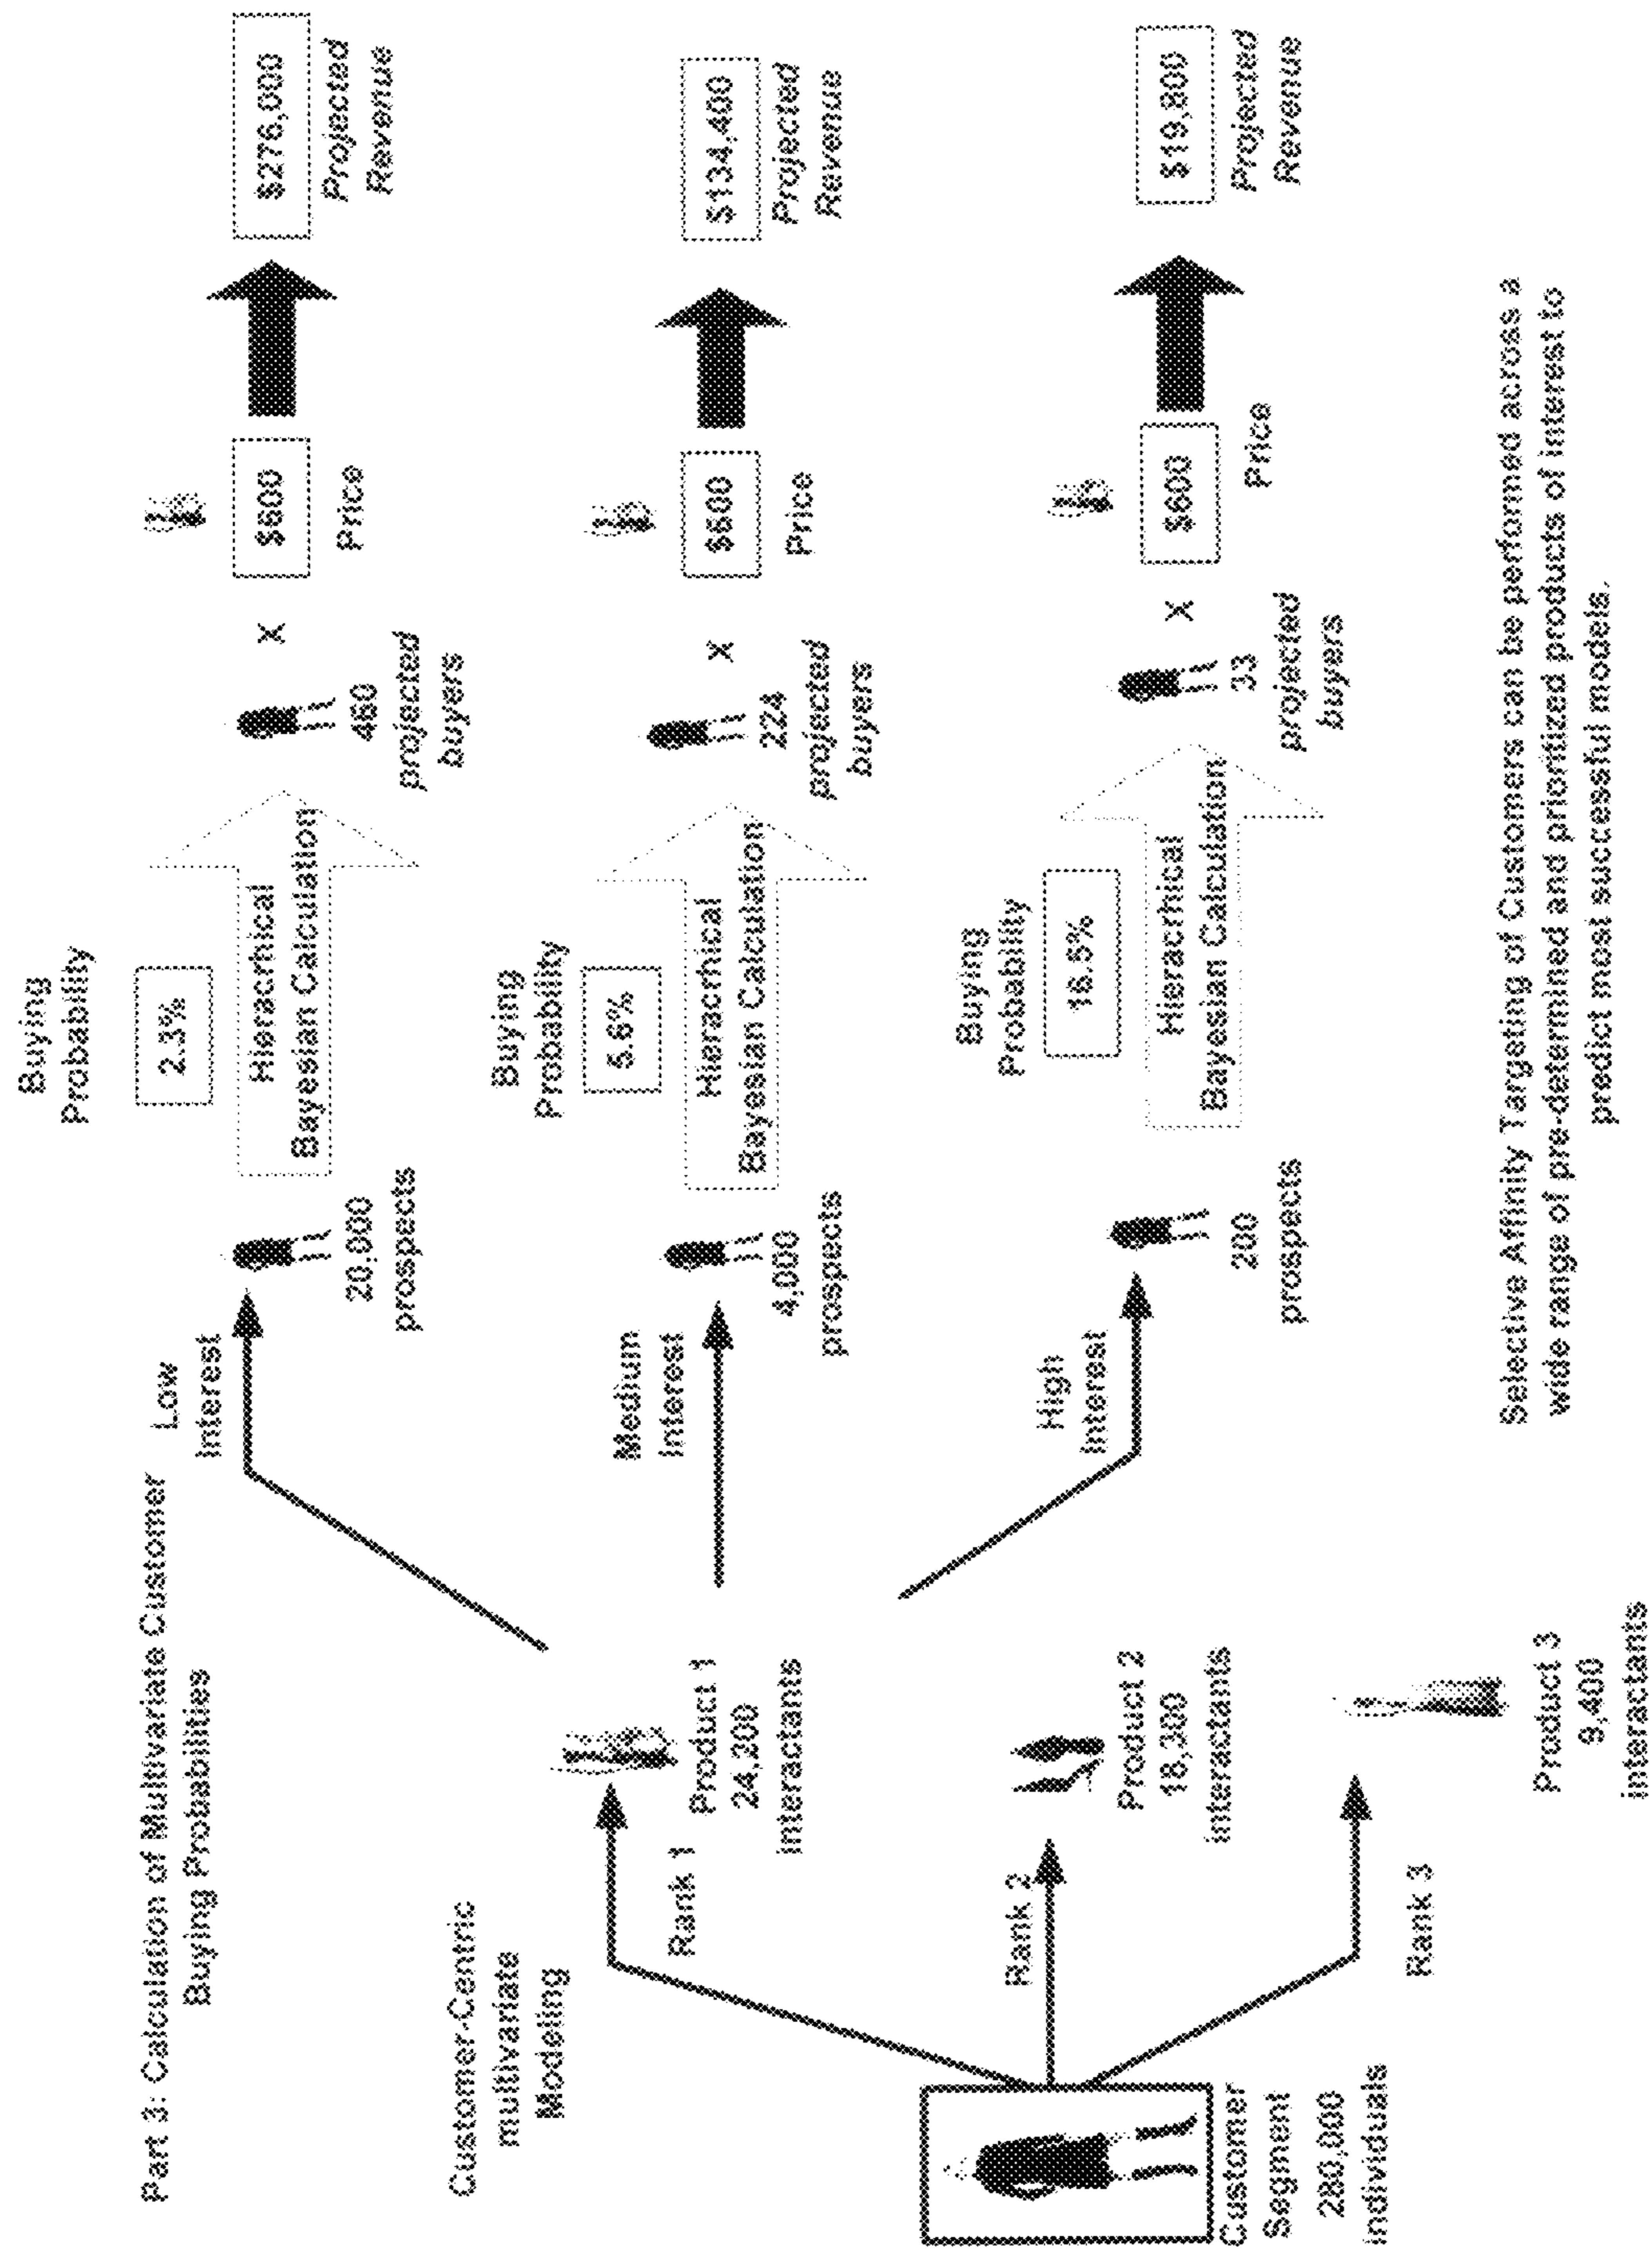 Part 3: Calculation of Multivariate Customer
Buying Probabilities
Customer-Centric
multivariate
Modeling
Customer
Segment
280,000
individuals
Rank 1
Product 1
24,200
interactants
Rank 2
Product 2
18,300
interactants
Rank 3
Product 3
9,400
interactants
Low
Interest
20,000
prospects
Buying
Probability
2.3%
Hieracrhical
Bayesian Calculation
460
projected
buyers
X
$600
Price
$276,000
Projected
Revenue
Medium
Interest
4,000
prospects
Buying
Probability
5.6%
Hieracrhical
Bayesian Calculation
224
projected
buyers
X
$600
Price
$134,400
Projected
Revenue
High
Interest
200
prospects
Buying
Probability
16.5%
Hieracrhical
Bayesian Calculation
33
projected
buyers
X
$600
Price
$19,800
Projected
Revenue
Selective Affinity Targeting of Customers can be performed across a
wide range of pre-determined and prioritized products of interest to
predict most successful models.